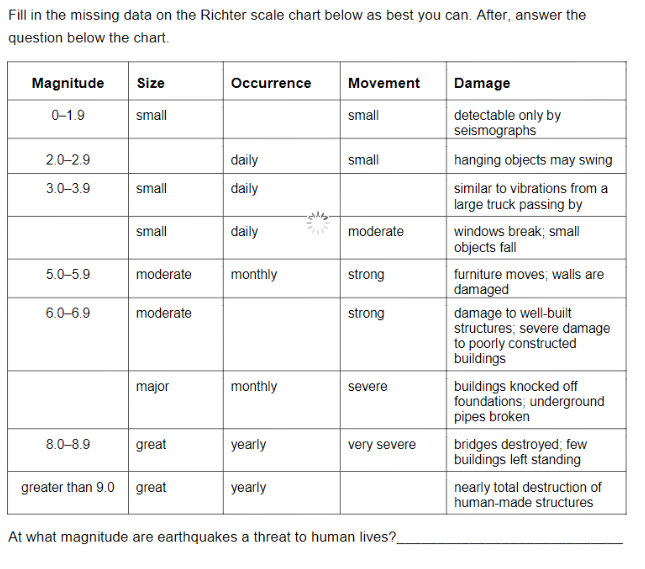 Fill in the missing data on the Richter scale chart below as best you can. After, answer the
question below the chart.
Magnitude Size Occurrence Movement Damage
0–1.9 small small detectable only by
seismographs
2.0–2.9 daily small hanging objects may swing
3.0–3.9 small daily similar to vibrations from a
large truck passing by
small daily moderate windows break; small
objects fall
5.0–5.9 moderate monthly strong furniture moves; walls are
damaged
6.0–6.9 moderate strong damage to well-built
structures; severe damage
to poorly constructed
buildings
major monthly severe buildings knocked off
foundations; underground
pipes broken
8.0–8.9 great yearly very severe bridges destroyed; few
buildings left standing
greater than 9.0 great yearly nearly total destruction of
human-made structures
At what magnitude are earthquakes a threat to human lives?